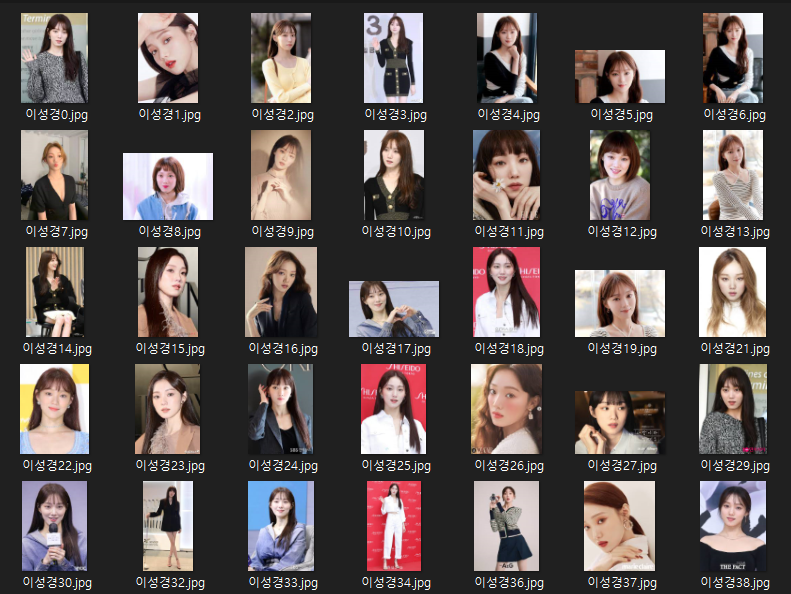 Termin
3
이성경0.jpg 이성경1.jpg 이성경2.jpg 이성경3.jpg 이성경4.jpg 이성경5.jpg 이성경6.jpg
이성경7.jpg 이성경8.jpg 이성경9.jpg 이성경10.jpg 이성경11.jpg 이성경12.jpg 이성경13.jpg
이성경14.jpg 이성경15.jpg 이성경16.jpg 이성경17.jpg 이성경18.jpg 이성경19.jpg 이성경21.jpg
SHISEIDO
이성경22.jpg 이성경23.jpg 이성경24.jpg 이성경25.jpg 이성경26.jpg 이성경27.jpg 이성경29.jpg
THE FACT
이성경30.jpg 이성경32.jpg 이성경33.jpg 이성경34.jpg 이성경36.jpg 이성경37.jpg 이성경38.jpg